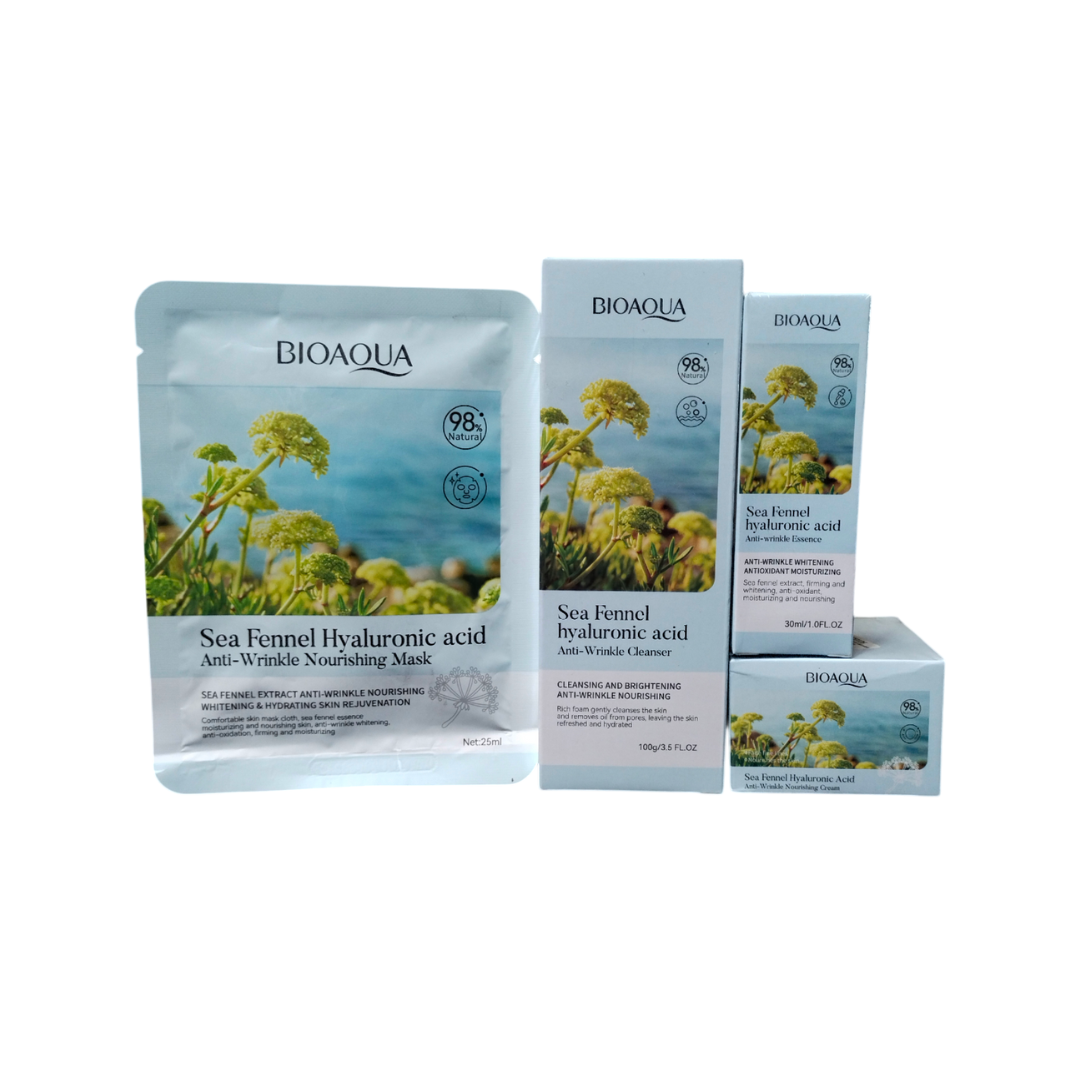 BIOAQUA
98%
Natural
Sea Fennel Hyaluronic acid
Anti-Wrinkle Nourishing Mask
SEA FENNEL EXTRACT ANTI-WRINKLE NOURISHING
WHITENING & HYDRATING SKIN REJUVENATION
Comfortable skin mask cloth, sea fennel essence
moisturizing and nourishing skin, anti-wrinkle whitening,
anti-oxidation, firming and moisturizing
Net:25ml
BIOAQUA
98%
Natural
Sea Fennel
hyaluronic acid
Anti-Wrinkle Cleanser
CLEANSING AND BRIGHTENING
ANTI-WRINKLE NOURISHING
Rich foam gently cleanses the skin
and removes oil from pores, leaving the skin
refreshed and hydrated
100g/3.5 FL.OZ
BIOAQUA
98%
Natural
Sea Fennel
hyaluronic acid
Anti-wrinkle Essence
ANTI-WRINKLE WHITENING
ANTIOXIDANT MOISTURIZING
Sea fennel extract, firming and
whitening, anti-oxidant,
moisturizing and nourishing
30ml/1.0FL.OZ
BIOAQUA
98%
Sea Fennel Hyaluronic Acid
Anti-Wrinkle Nourishing Cream